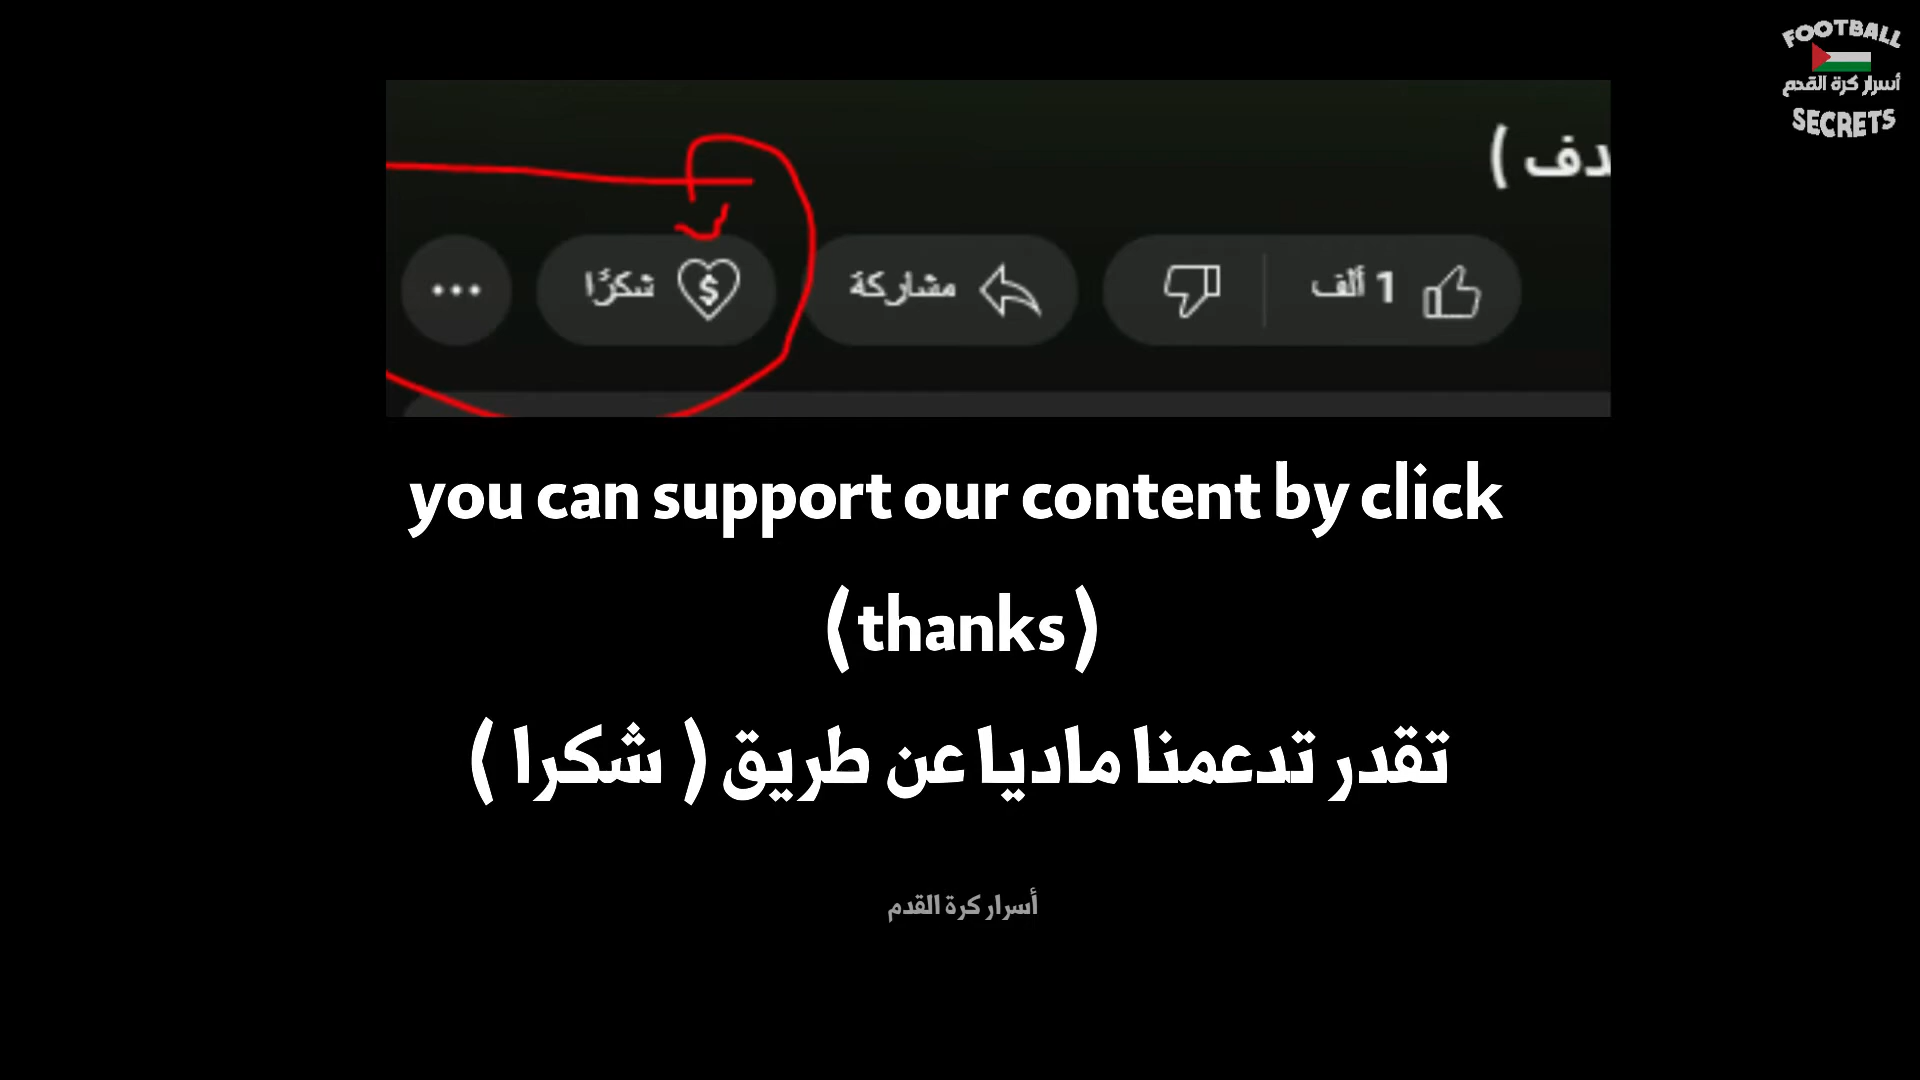 FOOTBALL
أسرار كرة القدم
SECRETS
دف )
1 ألف
مشاركة
شكرًا
you can support our content by click
(thanks)
تقدر تدعمنا ماديا عن طريق ( شكرا )
أسرار كرة القدم